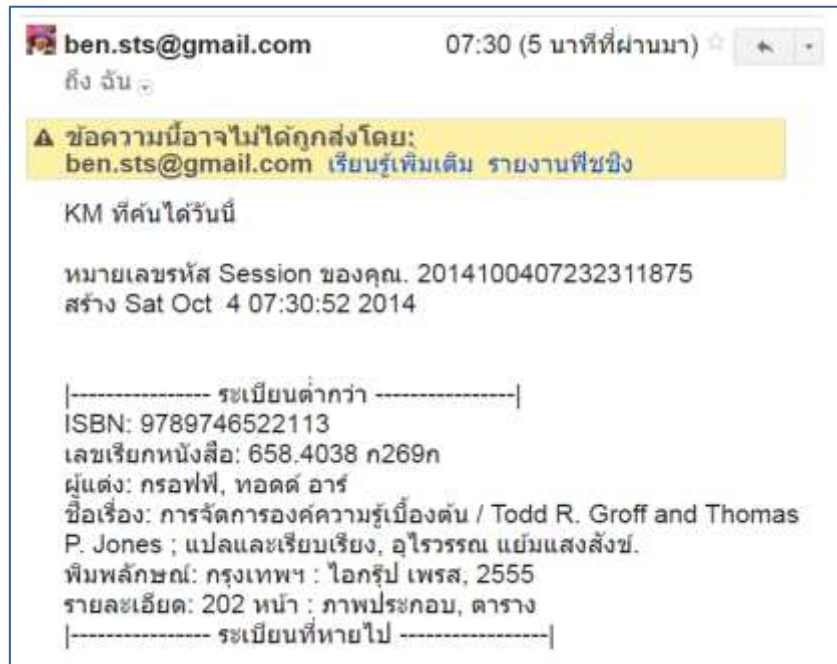 ben.sts@gmail.com 07:30 (5 นาทีที่ผ่านมา)
ถึง ฉัน
ข้อความนี้อาจไม่ได้ถูกส่งโดย:
ben.sts@gmail.com เรียนรู้เพิ่มเติม รายงานฟิชชิง
KM ที่ค้นได้วันนี้
หมายเลขรหัส Session ของคุณ. 2014100407232311875
สร้าง Sat Oct 4 07:30:52 2014
|----------------- ระเบียนต่ำกว่า -----------------|
ISBN: 9789746522113
เลขเรียกหนังสือ: 658.4038 ก269ก
ผู้แต่ง: กรอฟฟ์, ทอดด์ อาร์
ชื่อเรื่อง: การจัดการองค์ความรู้เบื้องต้น / Todd R. Groff and Thomas
P. Jones ; แปลและเรียบเรียง, อุไรวรรณ แย้มแสงสังข์.
พิมพลักษณ์: กรุงเทพฯ : ไอกรุ๊ป เพรส, 2555
รายละเอียด: 202 หน้า : ภาพประกอบ, ตาราง
|----------------- ระเบียนที่หายไป ------------------|